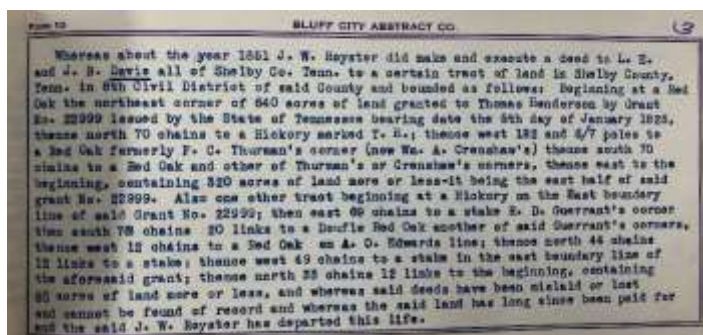 Form 10 BLUFF CITY ABSTRACT CO. 13
Whereas about the year 1851 J. W. Royster did make and execute a deed to L. E.
and J. B. Davis all of Shelby Co. Tenn. to a certain tract of land is Shelby County,
Tenn. in 8th Civil District of said County and bounded as follows: Beginning at a Red
Oak the northeast corner of 640 acres of land granted to Thomas Henderson by Grant
No. 22999 issued by the State of Tennessee bearing date the 5th day of January 1825,
thence north 70 chains to a Hickory marked T. H.; thence west 182 and 6/7 poles to
a Red Oak formerly F. C. Thurman's corner (now Wm. A. Crenshaw's) thence south 70
chains to a Red Oak and other of Thurman's or Crenshaw's corners, thence east to the
beginning, containing 320 acres of land more or less-it being the east half of said
grant No. 22999. Also one other tract beginning at a Hickory on the East boundary
line of said Grant No. 22999; then east 69 chains to a stake E. D. Guerrant's corner
then south chains 20 links to a Red Oak another of said Guerrant's corners,
thence west 12 chains to a Red Oak on A. O. Edwards line; thence north 44 chains
12 links to a stake; thence west 49 chains to a stake in the east boundary line of
the aforesaid grant; thence north 33 chains 12 links to the beginning, containing
acres of land more or less, and whereas said deeds have been mislaid or lost
and cannot be found of record and whereas the said land has long since been paid for
and the said J. W. Royster has departed this life.